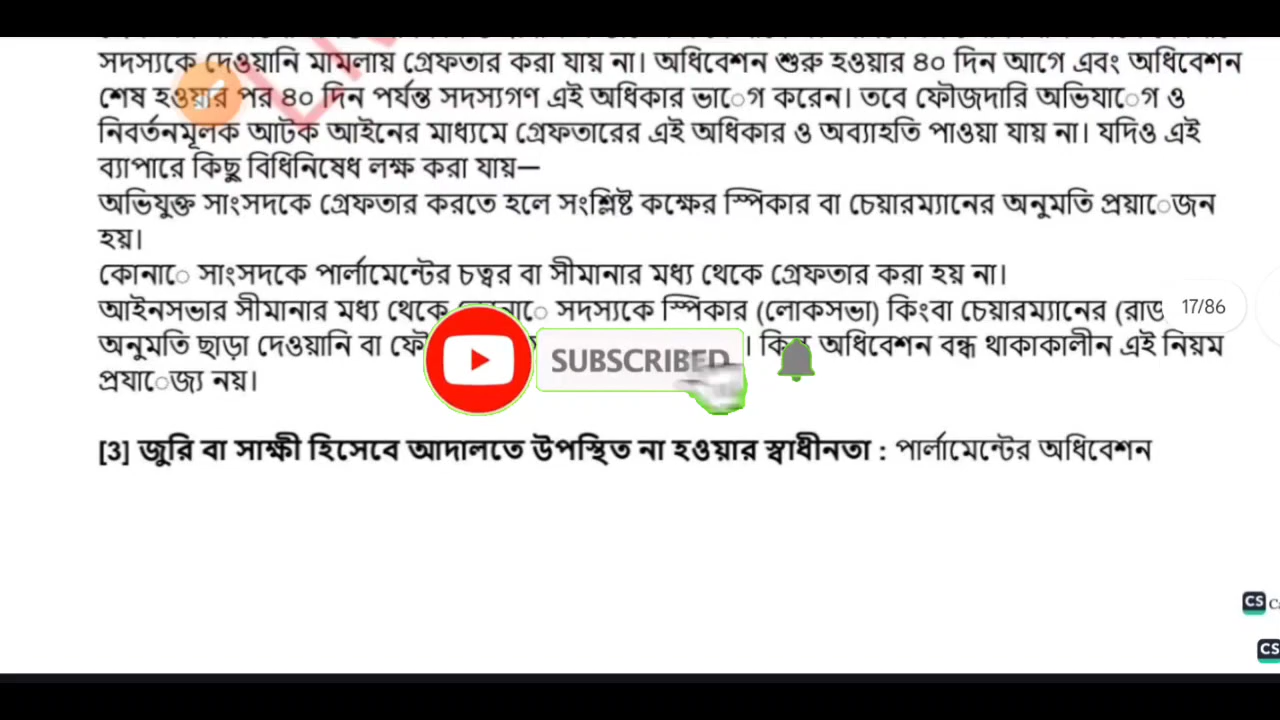 সদস্যকে দেওয়ানি মামলায় গ্রেফতার করা যায় না। অধিবেশন শুরু হওয়ার ৪০ দিন আগে এবং অধিবেশন
শেষ হওয়ার পর ৪০ দিন পর্যন্ত সদস্যগণ এই অধিকার ভাে◌গ করেন। তবে ফৌজদারি অভিযাে◌গ ও
নিবর্তনমূলক আটক আইনের মাধ্যমে গ্রেফতারের এই অধিকার ও অব্যাহতি পাওয়া যায় না। যদিও এই
ব্যাপারে কিছু বিধিনিষেধ লক্ষ করা যায়—
অভিযুক্ত সাংসদকে গ্রেফতার করতে হলে সংশ্লিষ্ট কক্ষের স্পিকার বা চেয়ারম্যানের অনুমতি প্রয়াে◌জন
হয়।
কোনাে◌ সাংসদকে পার্লামেন্টের চত্বর বা সীমানার মধ্য থেকে গ্রেফতার করা হয় না।
আইনসভার সীমানার মধ্য থেকে সদস্যকে স্পিকার (লোকসভা) কিংবা চেয়ারম্যানের
17/86
অনুমতি ছাড়া দেওয়ানি বা । কিন্তু অধিবেশন বন্ধ থাকাকালীন এই নিয়ম
SUBSCRIBED
প্রযাে◌জ্য নয়।
[3] জুরি বা সাক্ষী হিসেবে আদালতে উপস্থিত না হওয়ার স্বাধীনতা : পার্লামেন্টের অধিবেশন
CS
CS